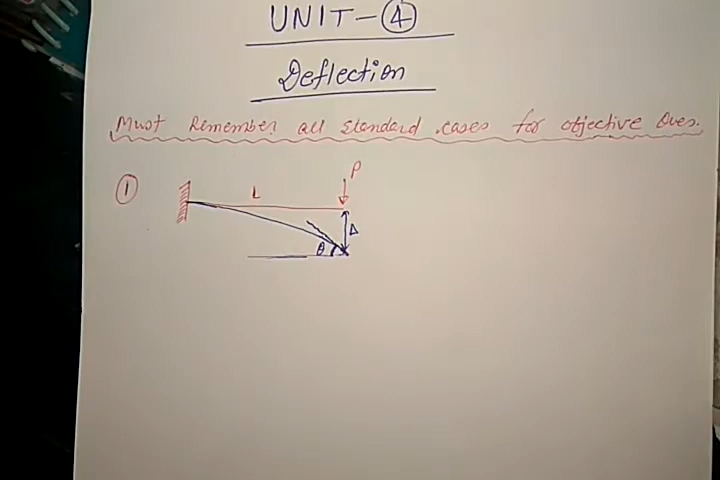 UNIT-④
Deflection
Must Remember all standard cases for objective Ques.
① L P
Δ
θ